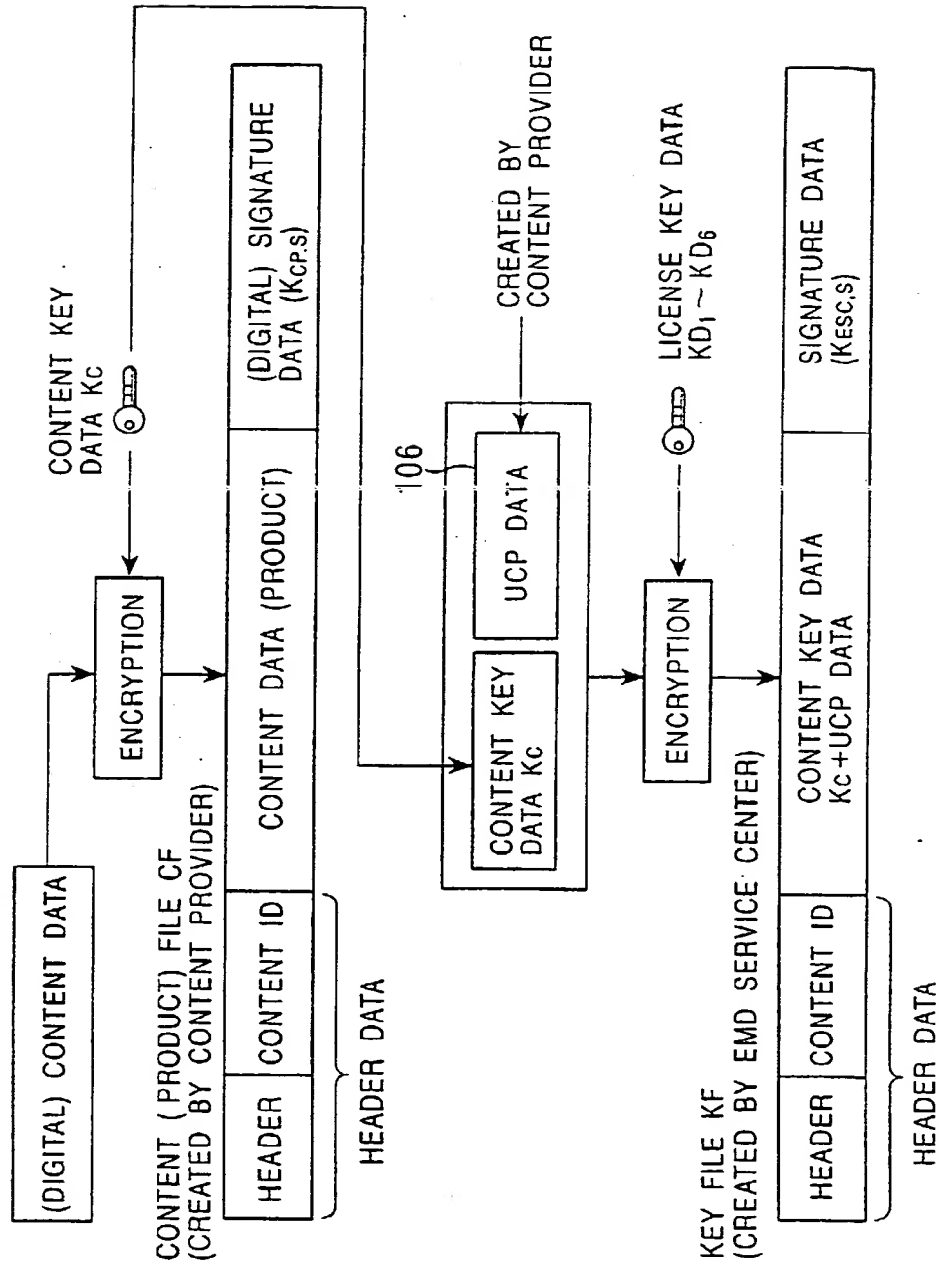 (DIGITAL) CONTENT DATA
CONTENT KEY
DATA Kc
ENCRYPTION
CONTENT (PRODUCT) FILE CF
(CREATED BY CONTENT PROVIDER)
HEADER
CONTENT ID
CONTENT DATA (PRODUCT)
(DIGITAL) SIGNATURE
DATA (KCP,S)
HEADER DATA
106
CONTENT KEY
DATA Kc
UCP DATA
CREATED BY
CONTENT PROVIDER
ENCRYPTION
LICENSE KEY DATA
KD1 ~ KD6
KEY FILE KF
(CREATED BY EMD SERVICE CENTER)
HEADER
CONTENT ID
CONTENT KEY DATA
Kc+UCP DATA
SIGNATURE DATA
(KESC,S)
HEADER DATA